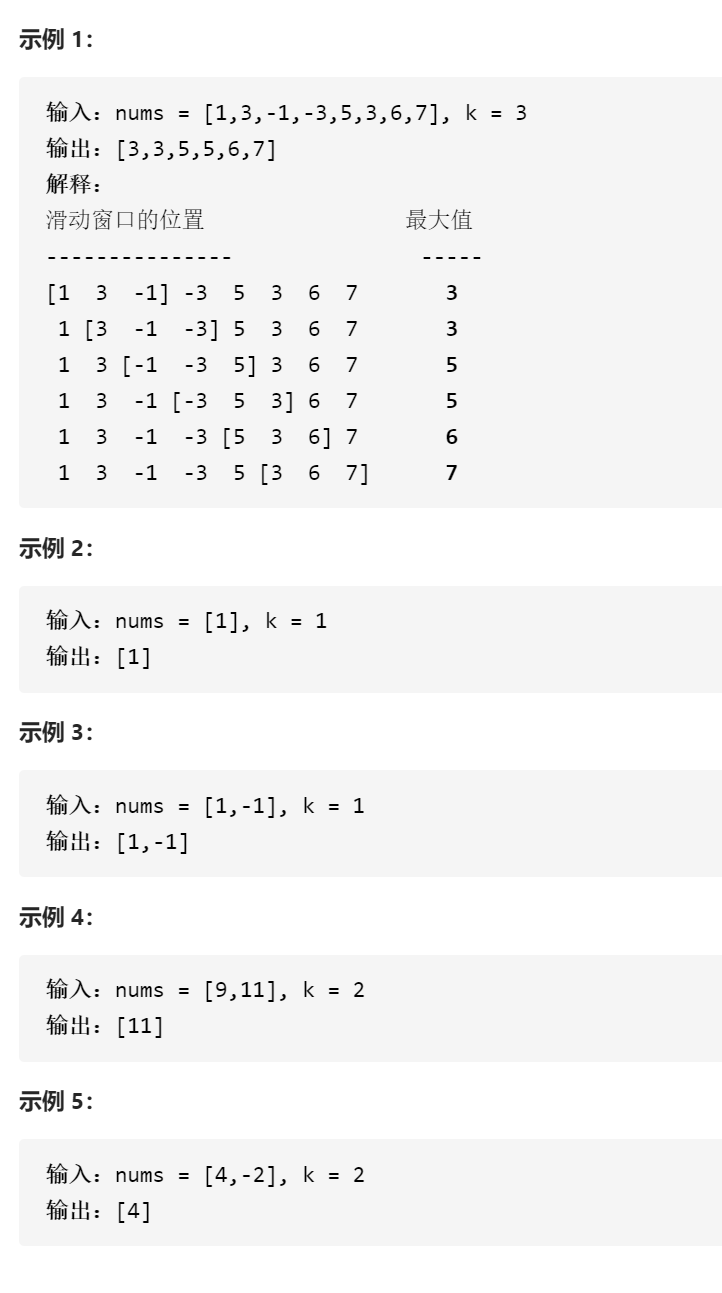 示例 1：
输入：nums = [1,3,-1,-3,5,3,6,7], k = 3
输出：[3,3,5,5,6,7]
解释：
滑动窗口的位置                最大值
---------------               -----
[1  3  -1] -3  5  3  6  7       3
 1 [3  -1  -3] 5  3  6  7       3
 1  3 [-1  -3  5] 3  6  7       5
 1  3  -1 [-3  5  3] 6  7       5
 1  3  -1  -3 [5  3  6] 7       6
 1  3  -1  -3  5 [3  6  7]      7
示例 2：
输入：nums = [1], k = 1
输出：[1]
示例 3：
输入：nums = [1,-1], k = 1
输出：[1,-1]
示例 4：
输入：nums = [9,11], k = 2
输出：[11]
示例 5：
输入：nums = [4,-2], k = 2
输出：[4]